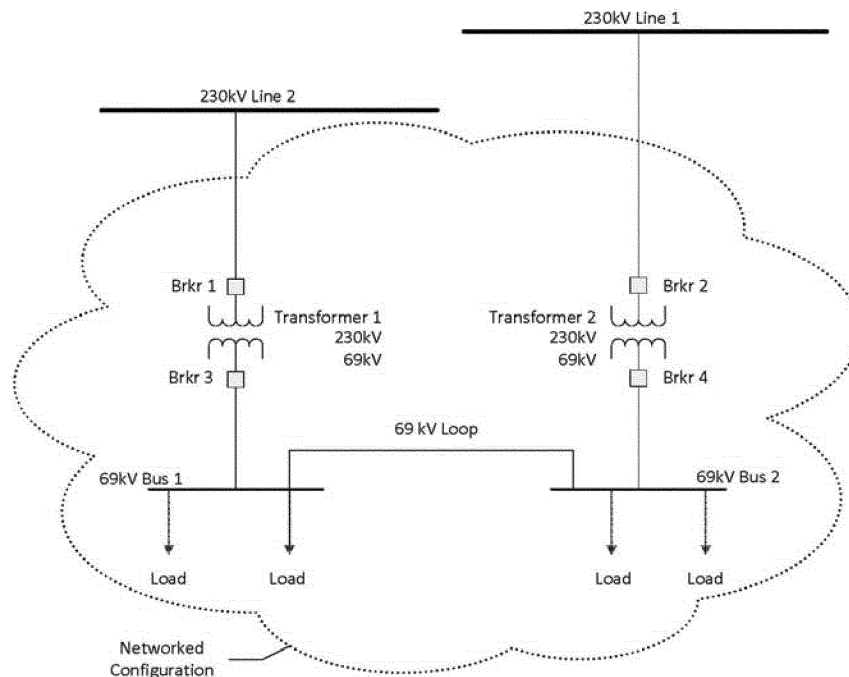 230kV Line 1
230kV Line 2
Brkr 1
Transformer 1
230kV
69kV
Brkr 3
Brkr 2
Transformer 2
230kV
69kV
Brkr 4
69 kV Loop
69kV Bus 1
69kV Bus 2
Load
Load
Load
Load
Networked
Configuration